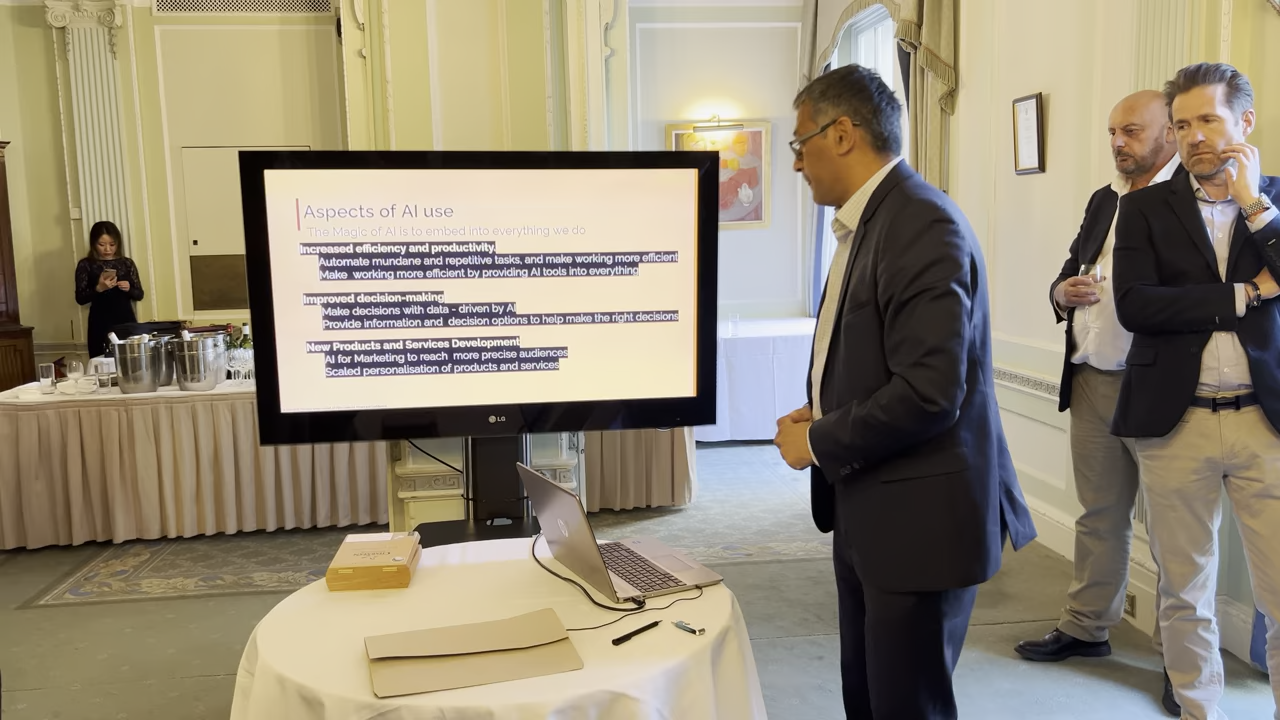 Aspects of AI use
The Magic of AI is to embed into everything we do
Increased efficiency and productivity.
Automate mundane and repetitive tasks, and make working more efficient
Make working more efficient by providing AI tools into everything
Improved decision-making
Make decisions with data - driven by AI
Provide information and decision options to help make the right decisions
New Products and Services Development
AI for Marketing to reach more precise audiences
Scaled personalisation of products and services
LG